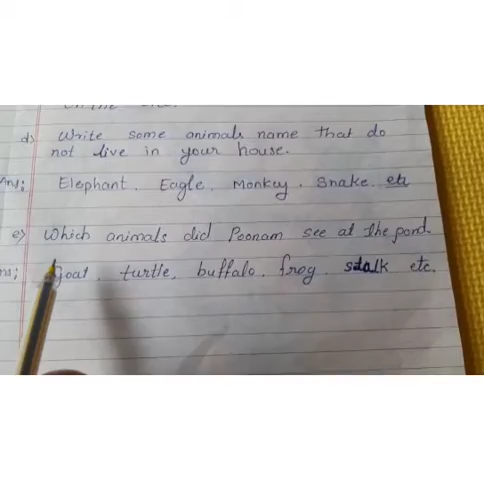 d) Write some animals name that do
not live in your house.
Ans; Elephant. Eagle. Monkey. Snake. etc
e) Which animals did Poonam see at the pond.
Ans; Goat. turtle, buffalo. frog. stalk etc.